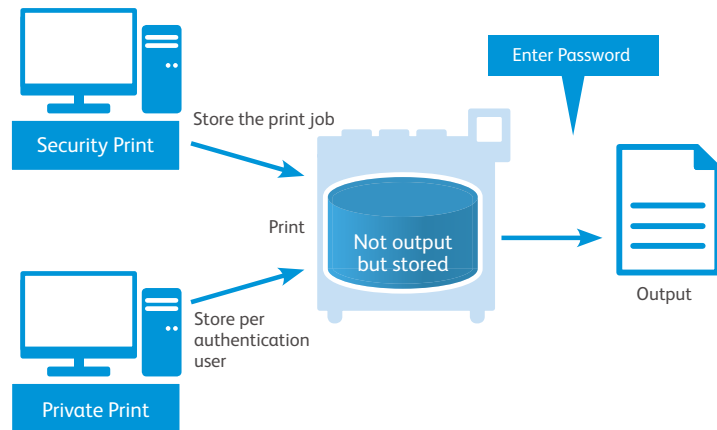 Enter Password
Store the print job
Security Print
Print
Not output
but stored
Output
Store per
authentication
user
Private Print